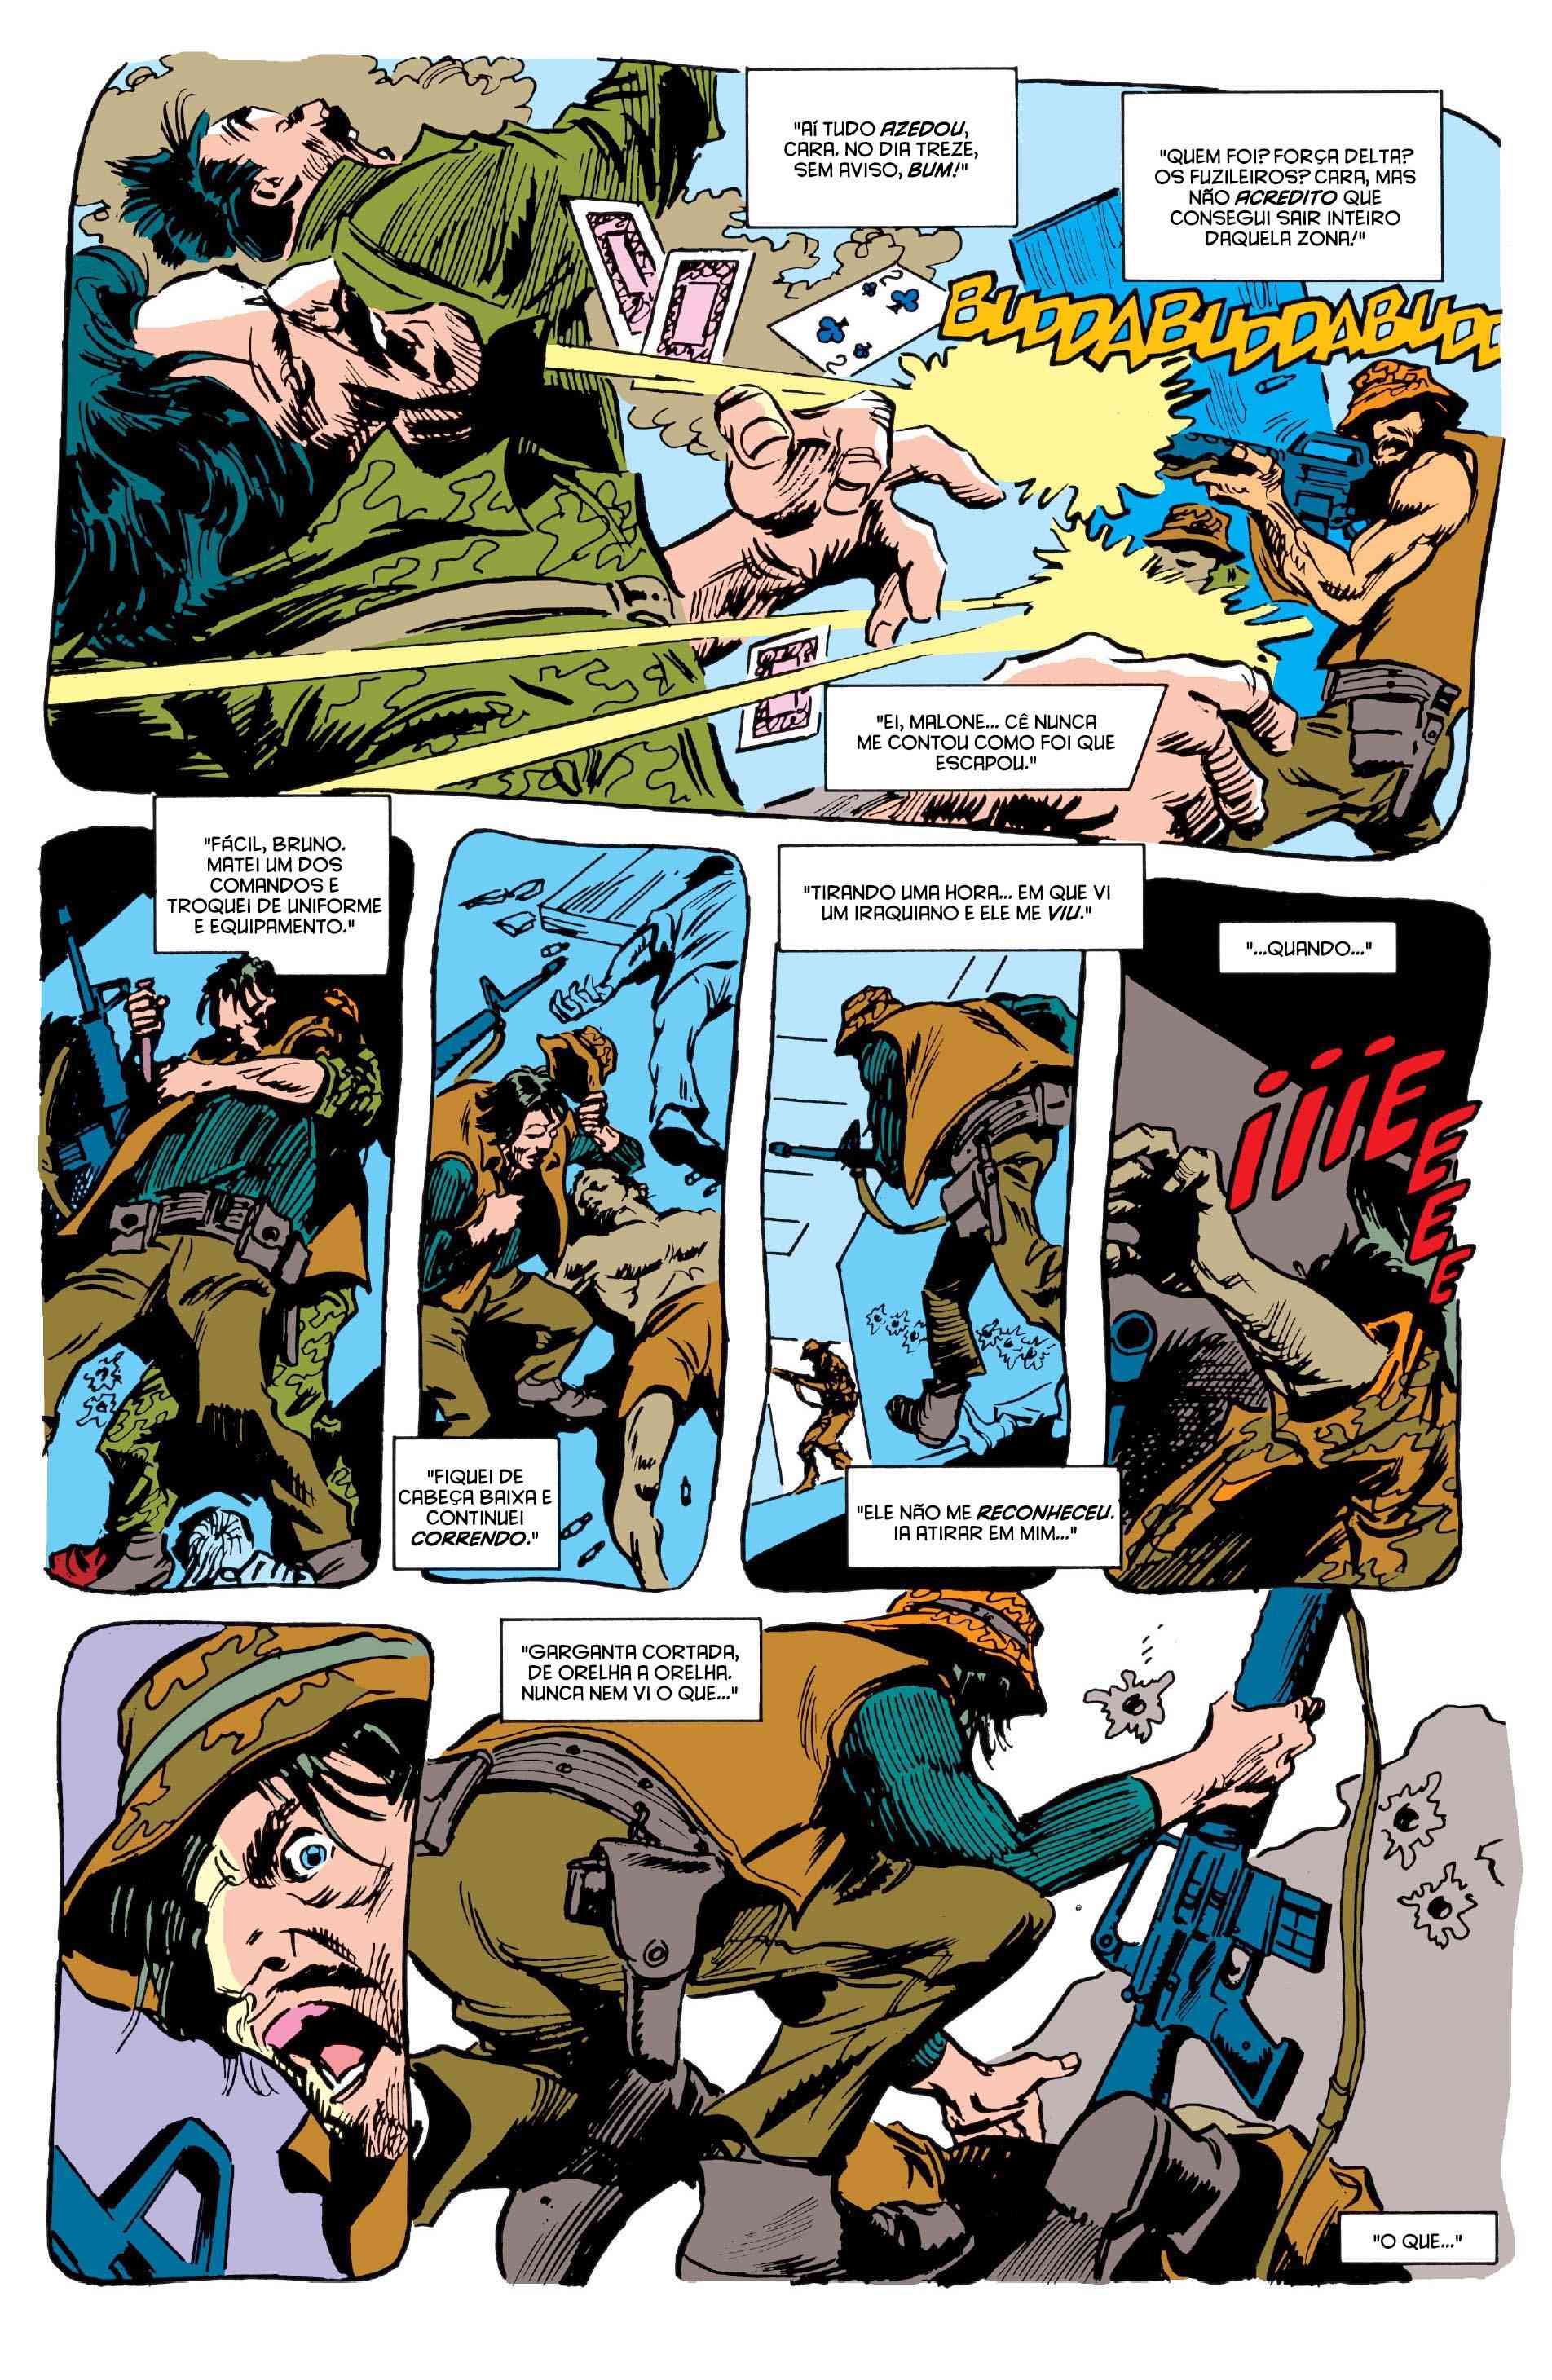 "AÍ TUDO AZEDOU,
CARA. NO DIA TREZE,
SEM AVISO, BUM!"
"QUEM FOI? FORÇA DELTA?
OS FUZILEIROS? CARA, MAS
NÃO ACREDITO QUE
CONSEGUI SAIR INTEIRO
DAQUELA ZONA!"
BUDDABUDDABUDD
"EI, MALONE... CÊ NUNCA
ME CONTOU COMO FOI QUE
ESCAPOU."
"FÁCIL, BRUNO.
MATEI UM DOS
COMANDOS E
TROQUEI DE UNIFORME
E EQUIPAMENTO."
"FIQUEI DE
CABEÇA BAIXA E
CONTINUEI
CORRENDO."
"TIRANDO UMA HORA... EM QUE VI
UM IRAQUIANO E ELE ME VIU."
"ELE NÃO ME RECONHECEU.
IA ATIRAR EM MIM..."
"...QUANDO..."
iiiEEEEE
"GARGANTA CORTADA,
DE ORELHA A ORELHA.
NUNCA NEM VI O QUE..."
"O QUE..."